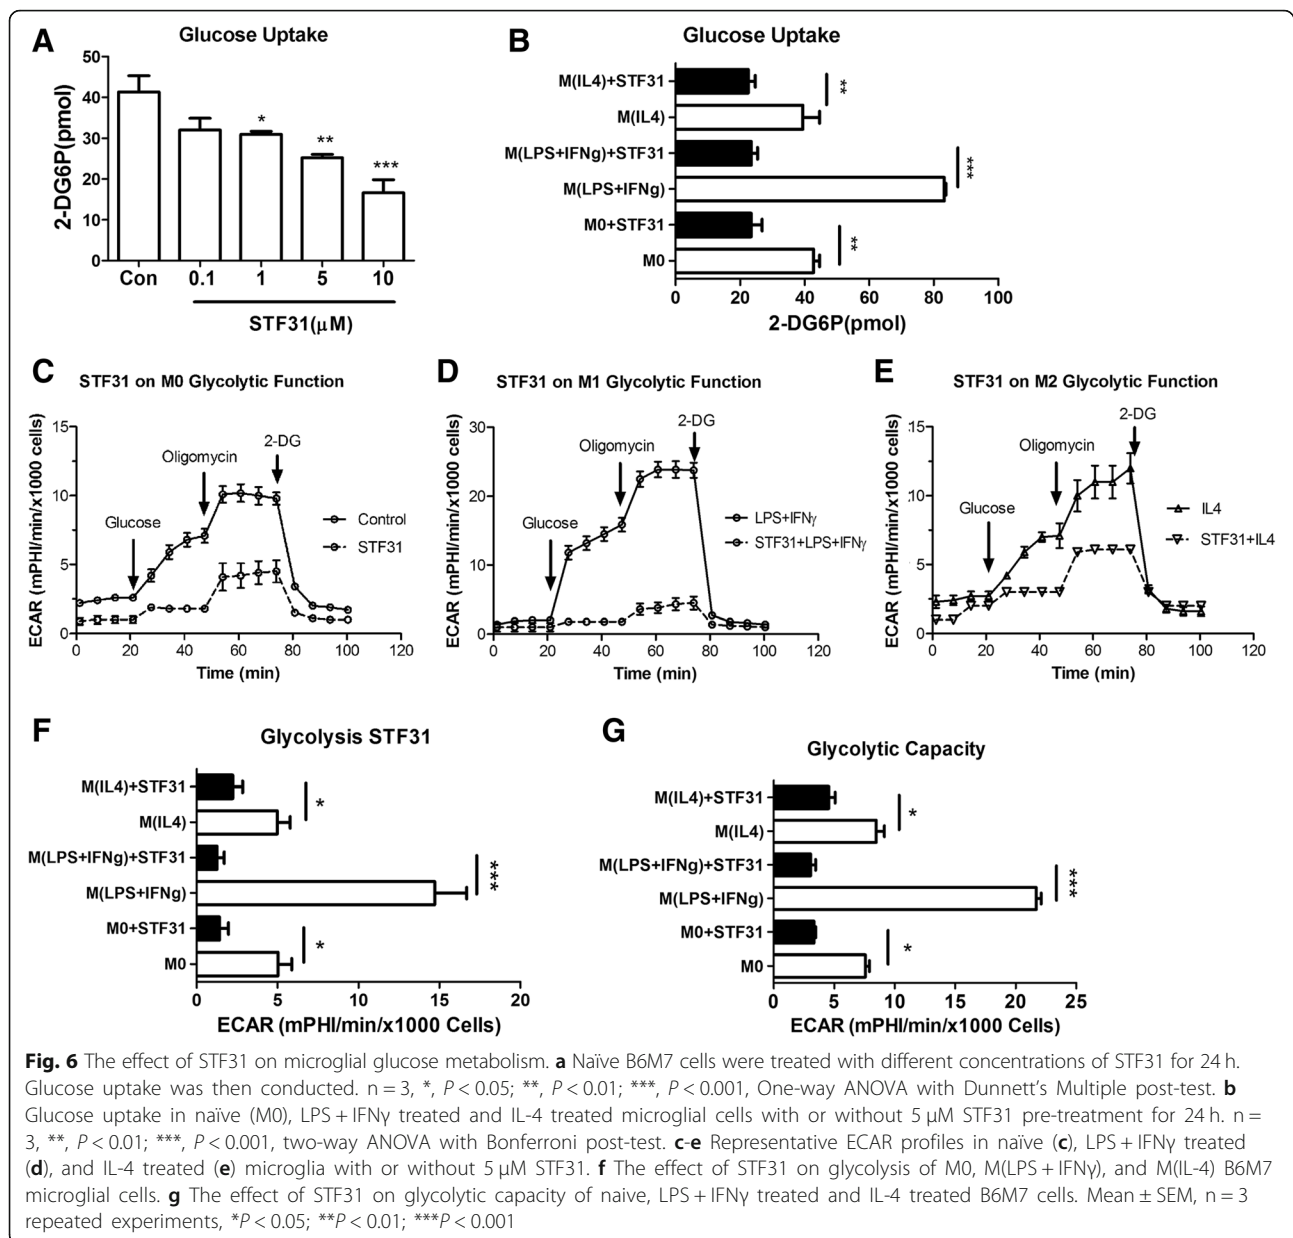 A
Glucose Uptake
2-DG6P(pmol)
50
40
30
20
10
0
*
**
***
Con
0.1
1
5
10
STF31(μM)
B
Glucose Uptake
M(IL4)+STF31
M(IL4)
M(LPS+IFNg)+STF31
M(LPS+IFNg)
M0+STF31
M0
**
***
**
0
20
40
60
80
100
2-DG6P(pmol)
C
STF31 on M0 Glycolytic Function
ECAR (mPHI/min/x1000 cells)
15
10
5
0
Glucose
Oligomycin
2-DG
Control
STF31
0
20
40
60
80
100
120
Time (min)
D
STF31 on M1 Glycolytic Function
ECAR (mPHI/min/x1000 cells)
30
20
10
0
Glucose
Oligomycin
2-DG
LPS+IFNγ
STF31+LPS+IFNγ
0
20
40
60
80
100
120
Time (min)
E
STF31 on M2 Glycolytic Function
ECAR (mPHI/min/x1000 cells)
15
10
5
0
Glucose
Oligomycin
2-DG
IL4
STF31+IL4
0
20
40
60
80
100
120
Time (min)
F
Glycolysis STF31
M(IL4)+STF31
M(IL4)
M(LPS+IFNg)+STF31
M(LPS+IFNg)
M0+STF31
M0
*
***
*
0
5
10
15
20
ECAR (mPHI/min/x1000 Cells)
G
Glycolytic Capacity
M(IL4)+STF31
M(IL4)
M(LPS+IFNg)+STF31
M(LPS+IFNg)
M0+STF31
M0
*
***
*
0
5
10
15
20
25
ECAR (mPHI/min/x1000 Cells)
Fig. 6 The effect of STF31 on microglial glucose metabolism. a Naïve B6M7 cells were treated with different concentrations of STF31 for 24 h.
Glucose uptake was then conducted. n = 3, *, P < 0.05; **, P < 0.01; ***, P < 0.001, One-way ANOVA with Dunnett's Multiple post-test. b
Glucose uptake in naïve (M0), LPS + IFNγ treated and IL-4 treated microglial cells with or without 5 μM STF31 pre-treatment for 24 h. n =
3, **, P < 0.01; ***, P < 0.001, two-way ANOVA with Bonferroni post-test. c-e Representative ECAR profiles in naïve (c), LPS + IFNγ treated
(d), and IL-4 treated (e) microglia with or without 5 μM STF31. f The effect of STF31 on glycolysis of M0, M(LPS + IFNγ), and M(IL-4) B6M7
microglial cells. g The effect of STF31 on glycolytic capacity of naive, LPS + IFNγ treated and IL-4 treated B6M7 cells. Mean ± SEM, n = 3
repeated experiments, *P < 0.05; **P < 0.01; ***P < 0.001